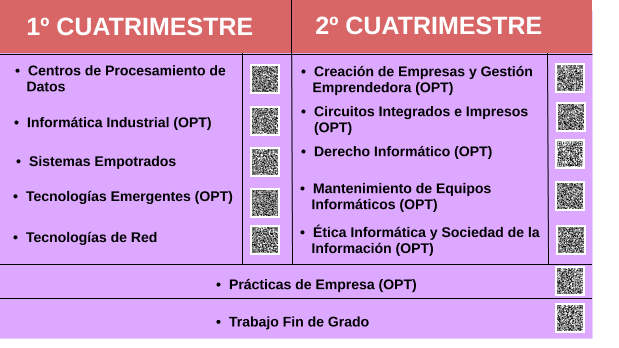 1º CUATRIMESTRE
• Centros de Procesamiento de
Datos
• Informática Industrial (OPT)
• Sistemas Empotrados
• Tecnologías Emergentes (OPT)
• Tecnologías de Red
2º CUATRIMESTRE
• Creación de Empresas y Gestión
Emprendedora (OPT)
• Circuitos Integrados e Impresos
(OPT)
• Derecho Informático (OPT)
• Mantenimiento de Equipos
Informáticos (OPT)
• Ética Informática y Sociedad de la
Información (OPT)
• Prácticas de Empresa (OPT)
• Trabajo Fin de Grado